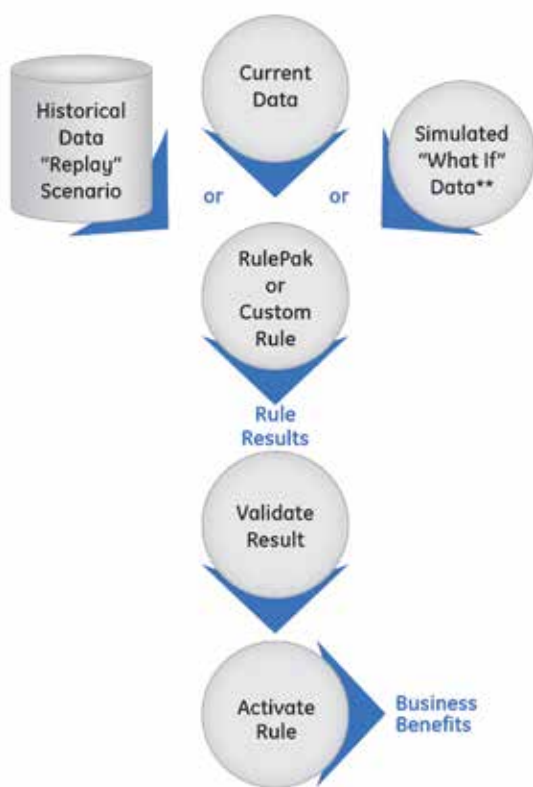 Historical
Data
“Replay”
Scenario
Current
Data
Simulated
“What If”
Data**
or
or
RulePak
or
Custom
Rule
Rule
Results
Validate
Result
Activate
Rule
Business
Benefits